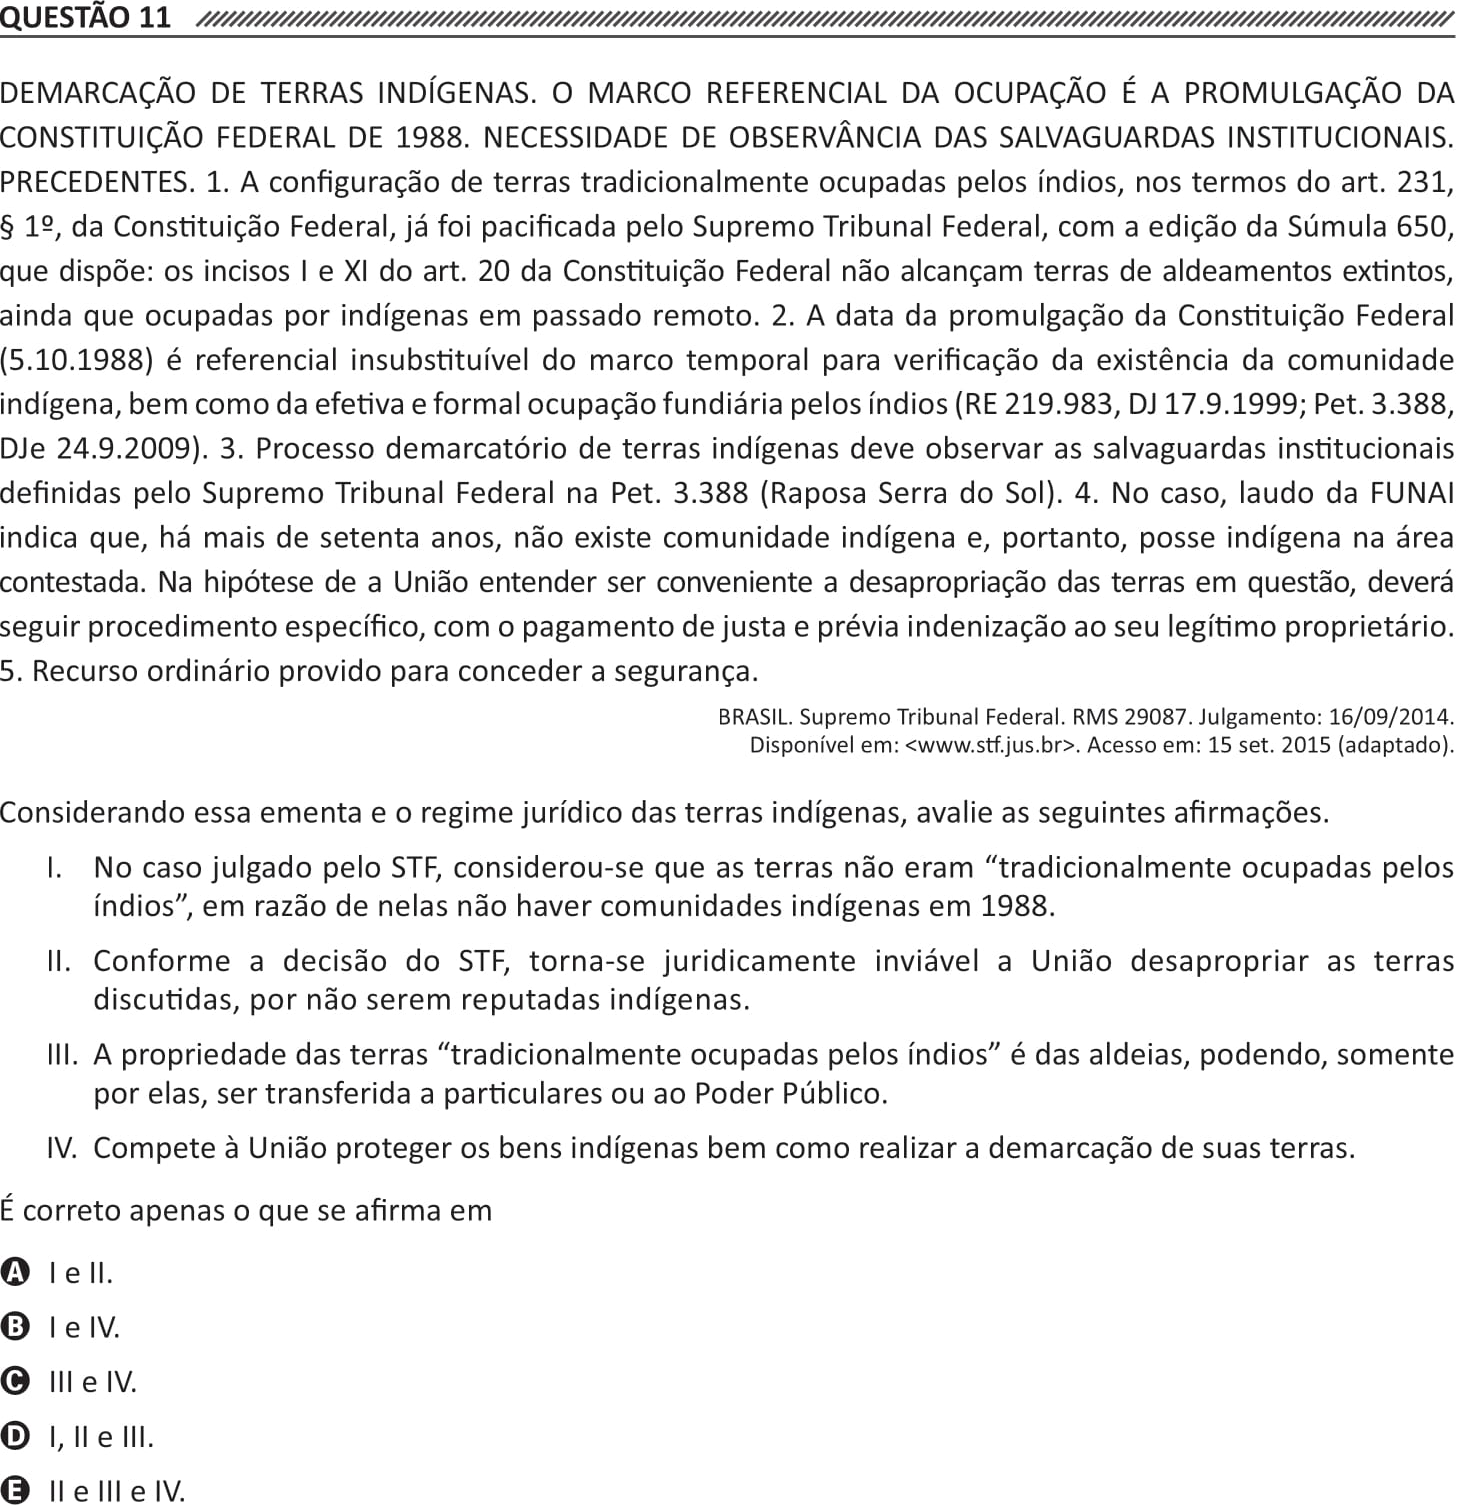 QUESTÃO 11
DEMARCAÇÃO DE TERRAS INDÍGENAS. O MARCO REFERENCIAL DA OCUPAÇÃO É A PROMULGAÇÃO DA
CONSTITUIÇÃO FEDERAL DE 1988. NECESSIDADE DE OBSERVÂNCIA DAS SALVAGUARDAS INSTITUCIONAIS.
PRECEDENTES. 1. A configuração de terras tradicionalmente ocupadas pelos índios, nos termos do art. 231,
§ 1º, da Constituição Federal, já foi pacificada pelo Supremo Tribunal Federal, com a edição da Súmula 650,
que dispõe: os incisos I e XI do art. 20 da Constituição Federal não alcançam terras de aldeamentos extintos,
ainda que ocupadas por indígenas em passado remoto. 2. A data da promulgação da Constituição Federal
(5.10.1988) é referencial insubstituível do marco temporal para verificação da existência da comunidade
indígena, bem como da efetiva e formal ocupação fundiária pelos índios (RE 219.983, DJ 17.9.1999; Pet. 3.388,
DJe 24.9.2009). 3. Processo demarcatório de terras indígenas deve observar as salvaguardas institucionais
definidas pelo Supremo Tribunal Federal na Pet. 3.388 (Raposa Serra do Sol). 4. No caso, laudo da FUNAI
indica que, há mais de setenta anos, não existe comunidade indígena e, portanto, posse indígena na área
contestada. Na hipótese de a União entender ser conveniente a desapropriação das terras em questão, deverá
seguir procedimento específico, com o pagamento de justa e prévia indenização ao seu legítimo proprietário.
5. Recurso ordinário provido para conceder a segurança.
BRASIL. Supremo Tribunal Federal. RMS 29087. Julgamento: 16/09/2014.
Disponível em: <www.stf.jus.br>. Acesso em: 15 set. 2015 (adaptado).
Considerando essa ementa e o regime jurídico das terras indígenas, avalie as seguintes afirmações.
I. No caso julgado pelo STF, considerou-se que as terras não eram “tradicionalmente ocupadas pelos
índios”, em razão de nelas não haver comunidades indígenas em 1988.
II. Conforme a decisão do STF, torna-se juridicamente inviável a União desapropriar as terras
discutidas, por não serem reputadas indígenas.
III. A propriedade das terras “tradicionalmente ocupadas pelos índios” é das aldeias, podendo, somente
por elas, ser transferida a particulares ou ao Poder Público.
IV. Compete à União proteger os bens indígenas bem como realizar a demarcação de suas terras.
É correto apenas o que se afirma em
A I e II.
B I e IV.
C III e IV.
D I, II e III.
E II e III e IV.